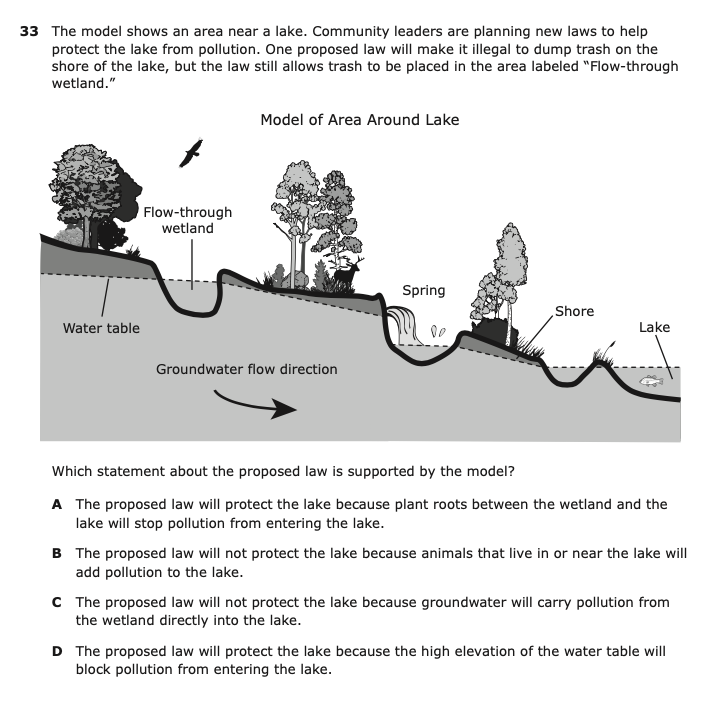 33 The model shows an area near a lake. Community leaders are planning new laws to help
protect the lake from pollution. One proposed law will make it illegal to dump trash on the
shore of the lake, but the law still allows trash to be placed in the area labeled “Flow-through
wetland.”
Model of Area Around Lake
Flow-through
wetland
Spring
Shore
Water table
Lake
Groundwater flow direction
Which statement about the proposed law is supported by the model?
A The proposed law will protect the lake because plant roots between the wetland and the
lake will stop pollution from entering the lake.
B The proposed law will not protect the lake because animals that live in or near the lake will
add pollution to the lake.
C The proposed law will not protect the lake because groundwater will carry pollution from
the wetland directly into the lake.
D The proposed law will protect the lake because the high elevation of the water table will
block pollution from entering the lake.